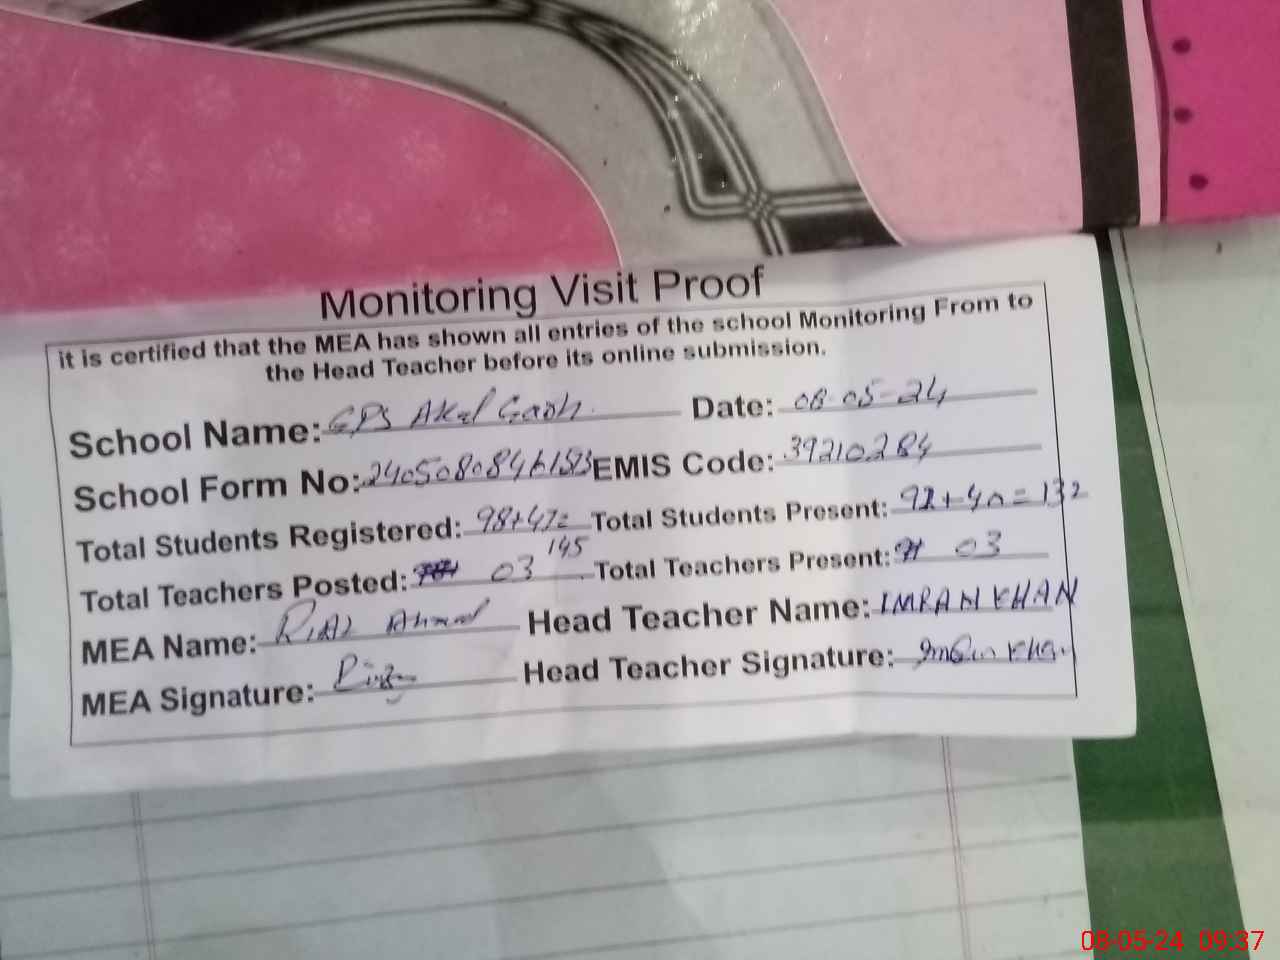 Monitoring Visit Proof
it is certified that the MEA has shown all entries of the school Monitoring From to
the Head Teacher before its online submission.
School Name: GPS Akal Garh. Date: 08-05-24
School Form No: EMIS Code: 39210284
Total Students Registered: 98+47= 145 Total Students Present: 92+40=132
Total Teachers Posted: 03 Total Teachers Present: 03
MEA Name: Riaz Ahmad Head Teacher Name: IMRAN KHAN
MEA Signature: Riaz Head Teacher Signature: Imran Khan
08-05-24 09:37